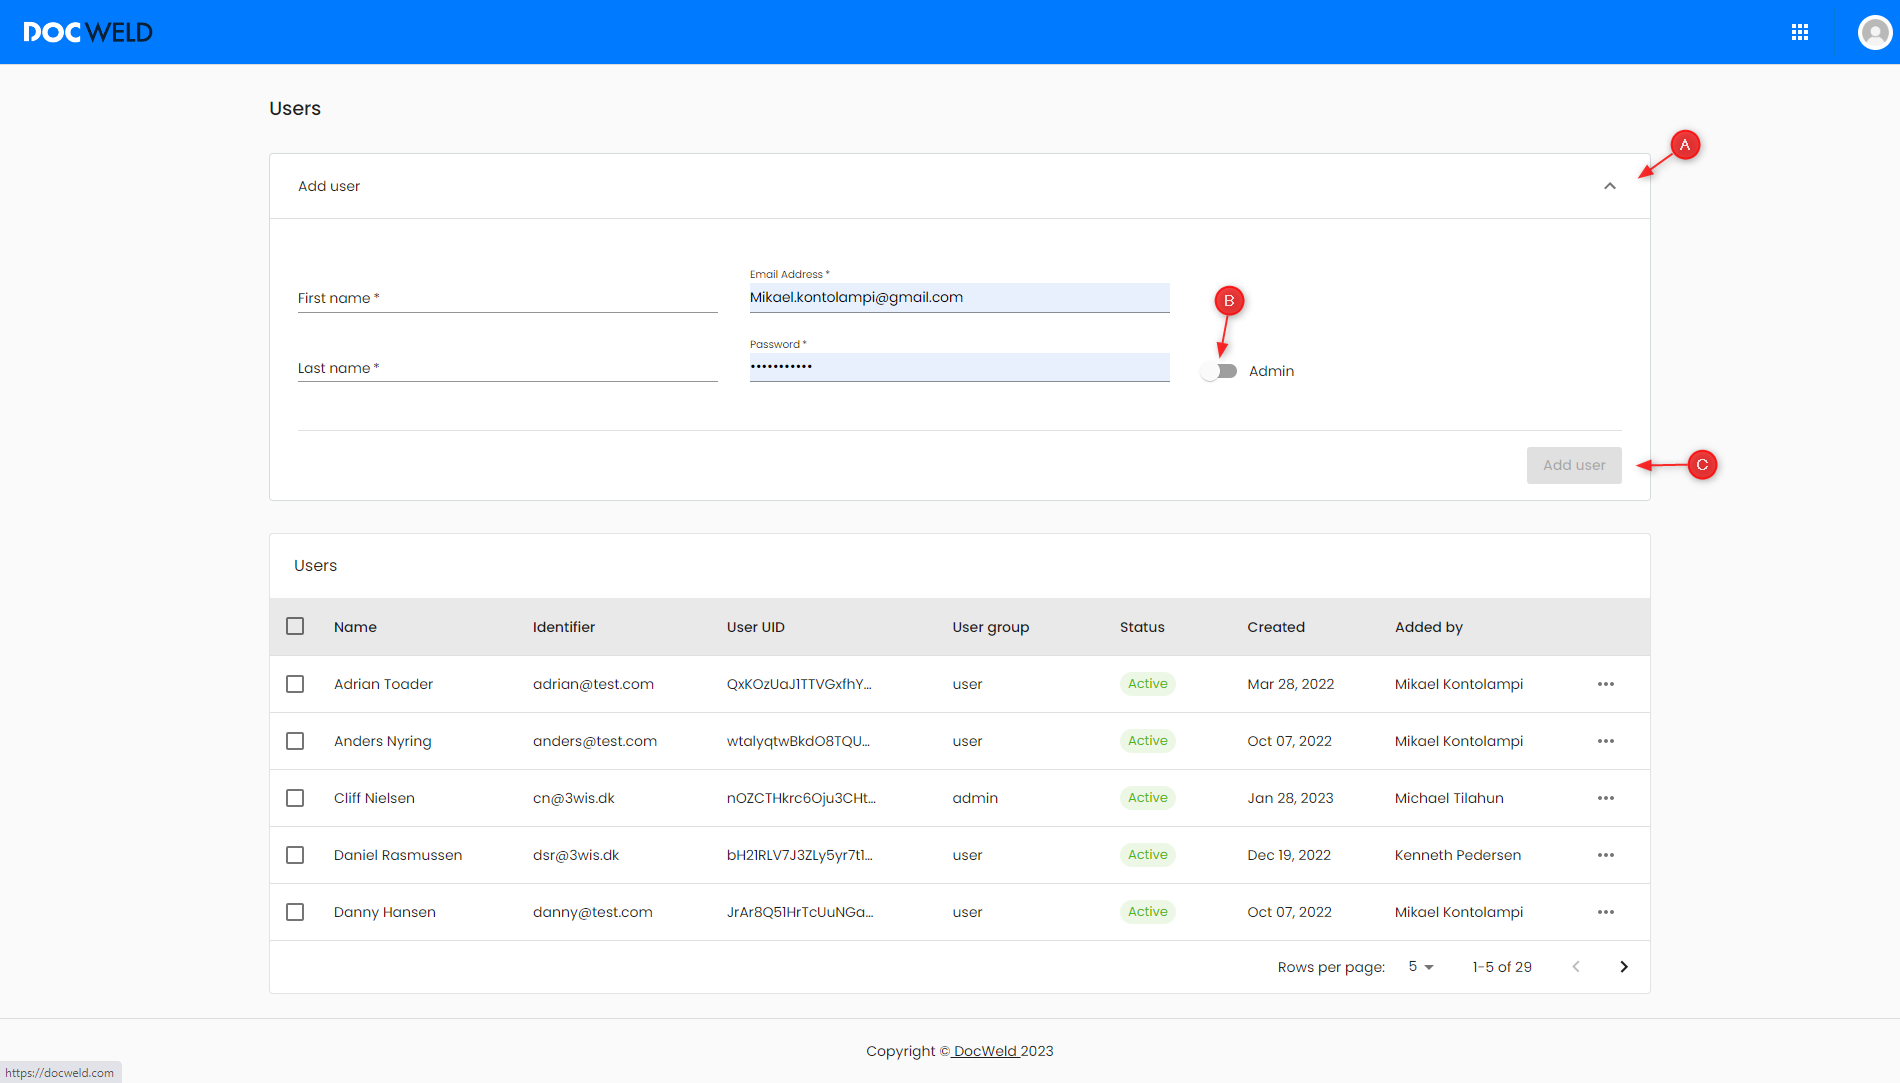 DOCWELD
Users
A
Add user
Email Address *
First name *
Mikael.kontolampi@gmail.com
B
Password *
Last name *
•••••••••••
Admin
Add user
C
Users
Name Identifier User UID User group Status Created Added by
Adrian Toader adrian@test.com QxKOzUaJ1TTVGxfhY... user Active Mar 28, 2022 Mikael Kontolampi
Anders Nyring anders@test.com wtalyqtwBkdO8TQU... user Active Oct 07, 2022 Mikael Kontolampi
Cliff Nielsen cn@3wis.dk nOZCTHkrc6Oju3CHt... admin Active Jan 28, 2023 Michael Tilahun
Daniel Rasmussen dsr@3wis.dk bH21RLV7J3ZLy5yr7t1... user Active Dec 19, 2022 Kenneth Pedersen
Danny Hansen danny@test.com JrAr8Q51HrTcUuNGa... user Active Oct 07, 2022 Mikael Kontolampi
Rows per page: 5 1-5 of 29
Copyright © DocWeld 2023
https://docweld.com